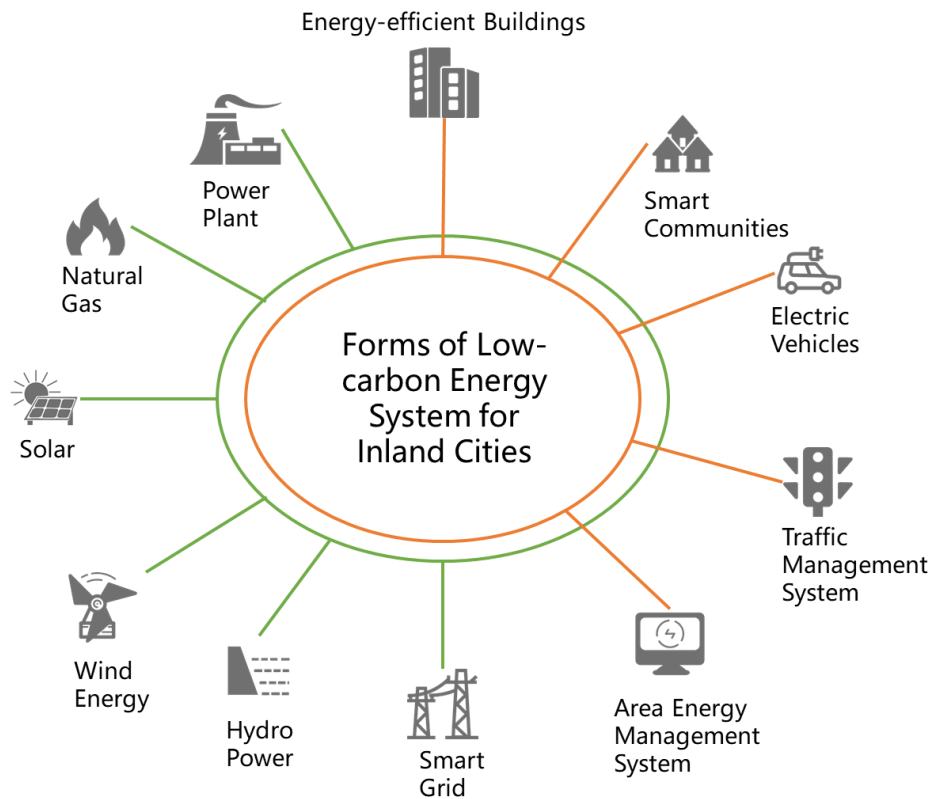 Energy-efficient Buildings
Power
Plant
Smart
Communities
Natural
Gas
Electric
Vehicles
Forms of Low-
carbon Energy
System for
Inland Cities
Solar
Traffic
Management
System
Wind
Energy
Hydro
Power
Smart
Grid
Area Energy
Management
System